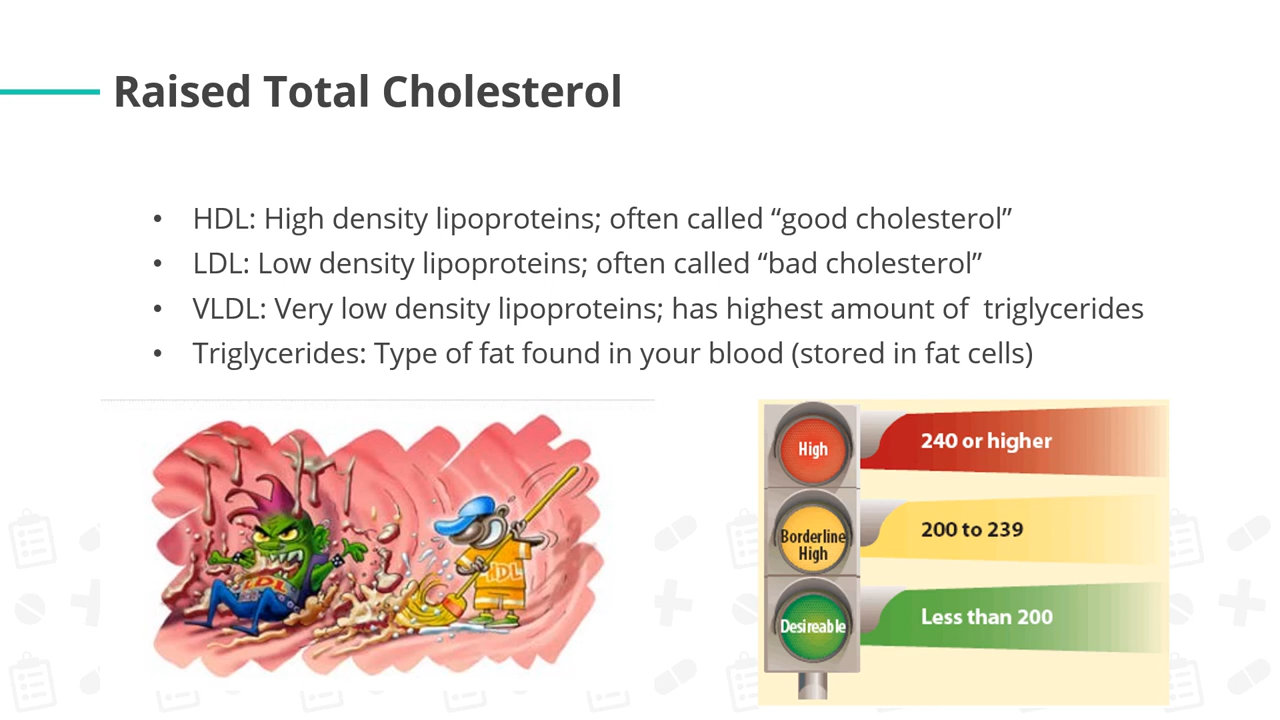 Raised Total Cholesterol
• HDL: High density lipoproteins; often called “good cholesterol”
• LDL: Low density lipoproteins; often called “bad cholesterol”
• VLDL: Very low density lipoproteins; has highest amount of  triglycerides
• Triglycerides: Type of fat found in your blood (stored in fat cells)
LDL
HDL
High
240 or higher
Borderline
High
200 to 239
Desireable
Less than 200